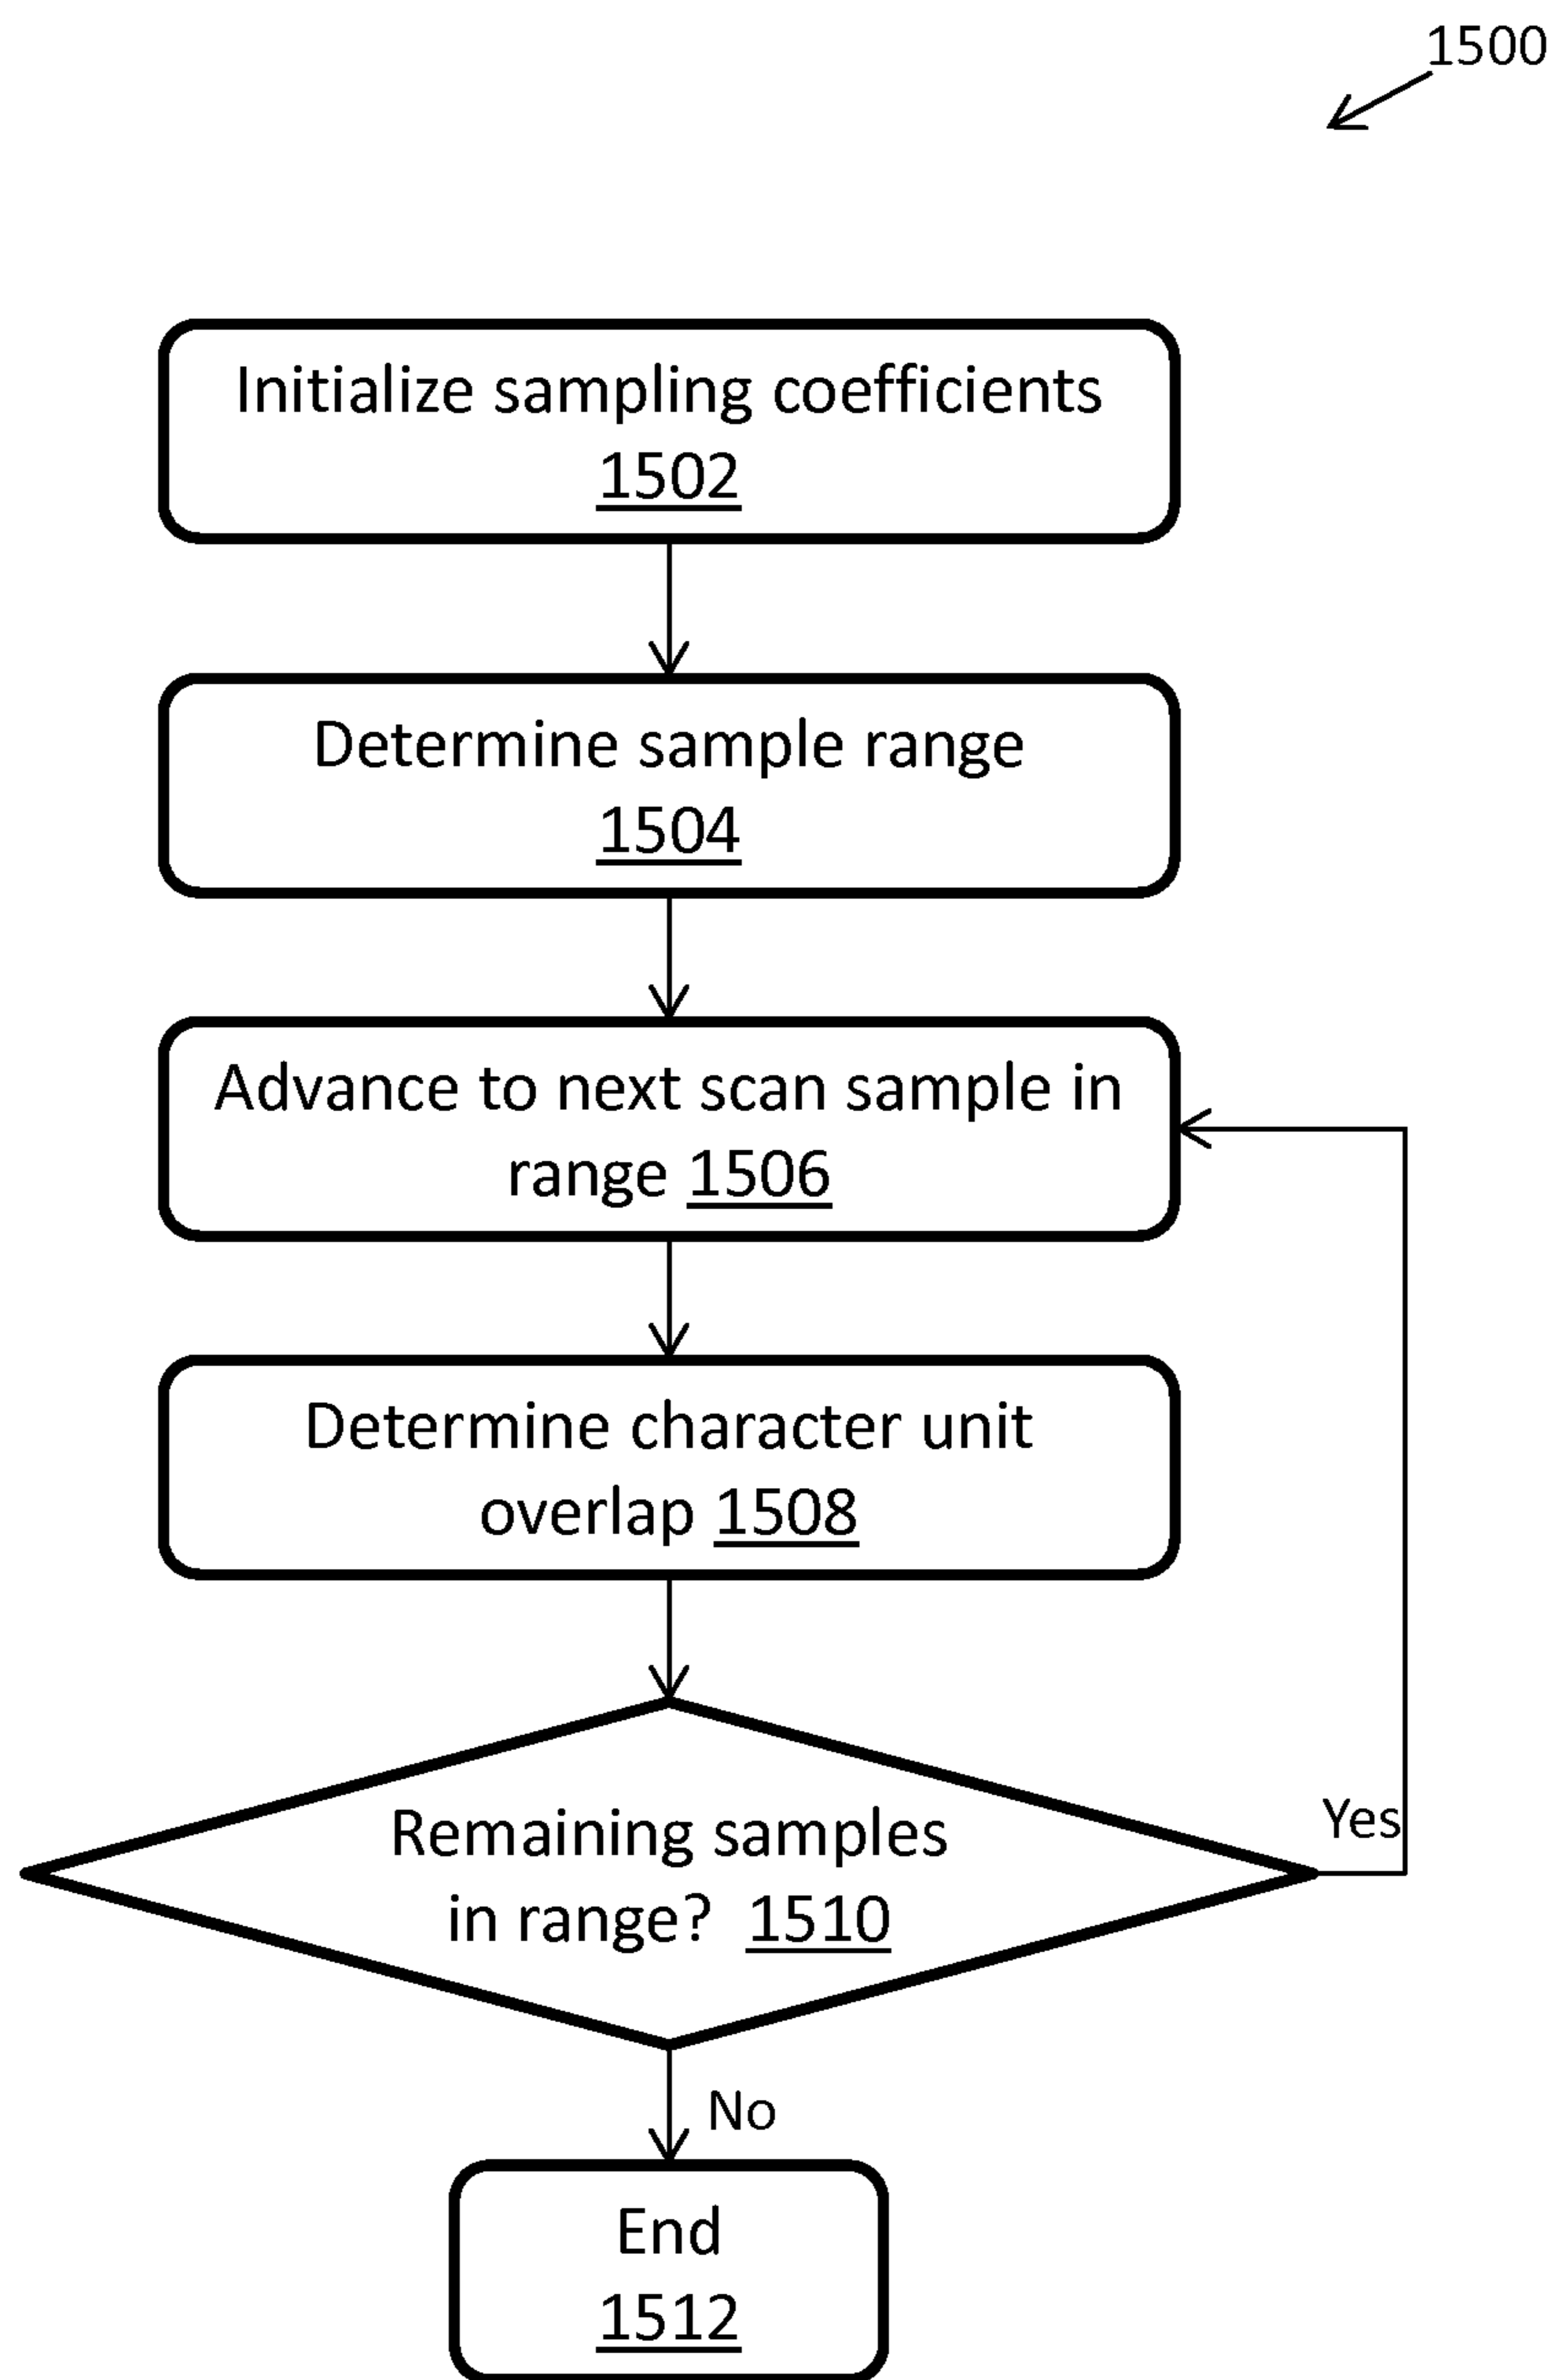 1500
Initialize sampling coefficients
1502
Determine sample range
1504
Advance to next scan sample in
range 1506
Determine character unit
overlap 1508
Remaining samples
in range? 1510
Yes
No
End
1512